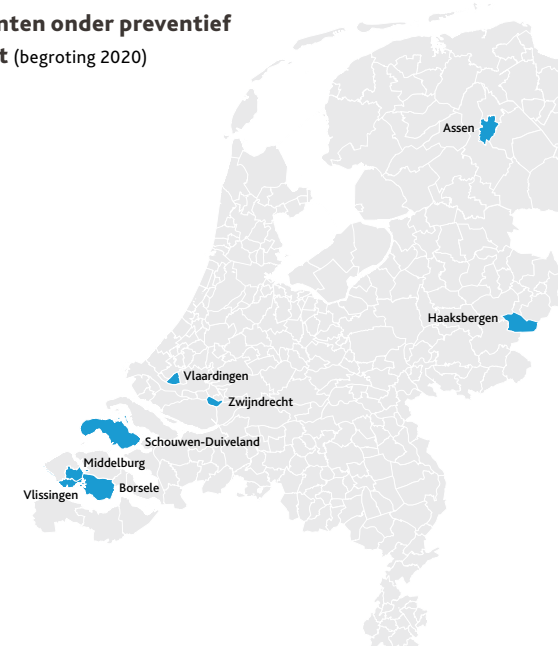 nten onder preventief
t (begroting 2020)
Assen
Haaksbergen
Vlaardingen
Zwijndrecht
Schouwen-Duiveland
Middelburg
Borsele
Vlissingen